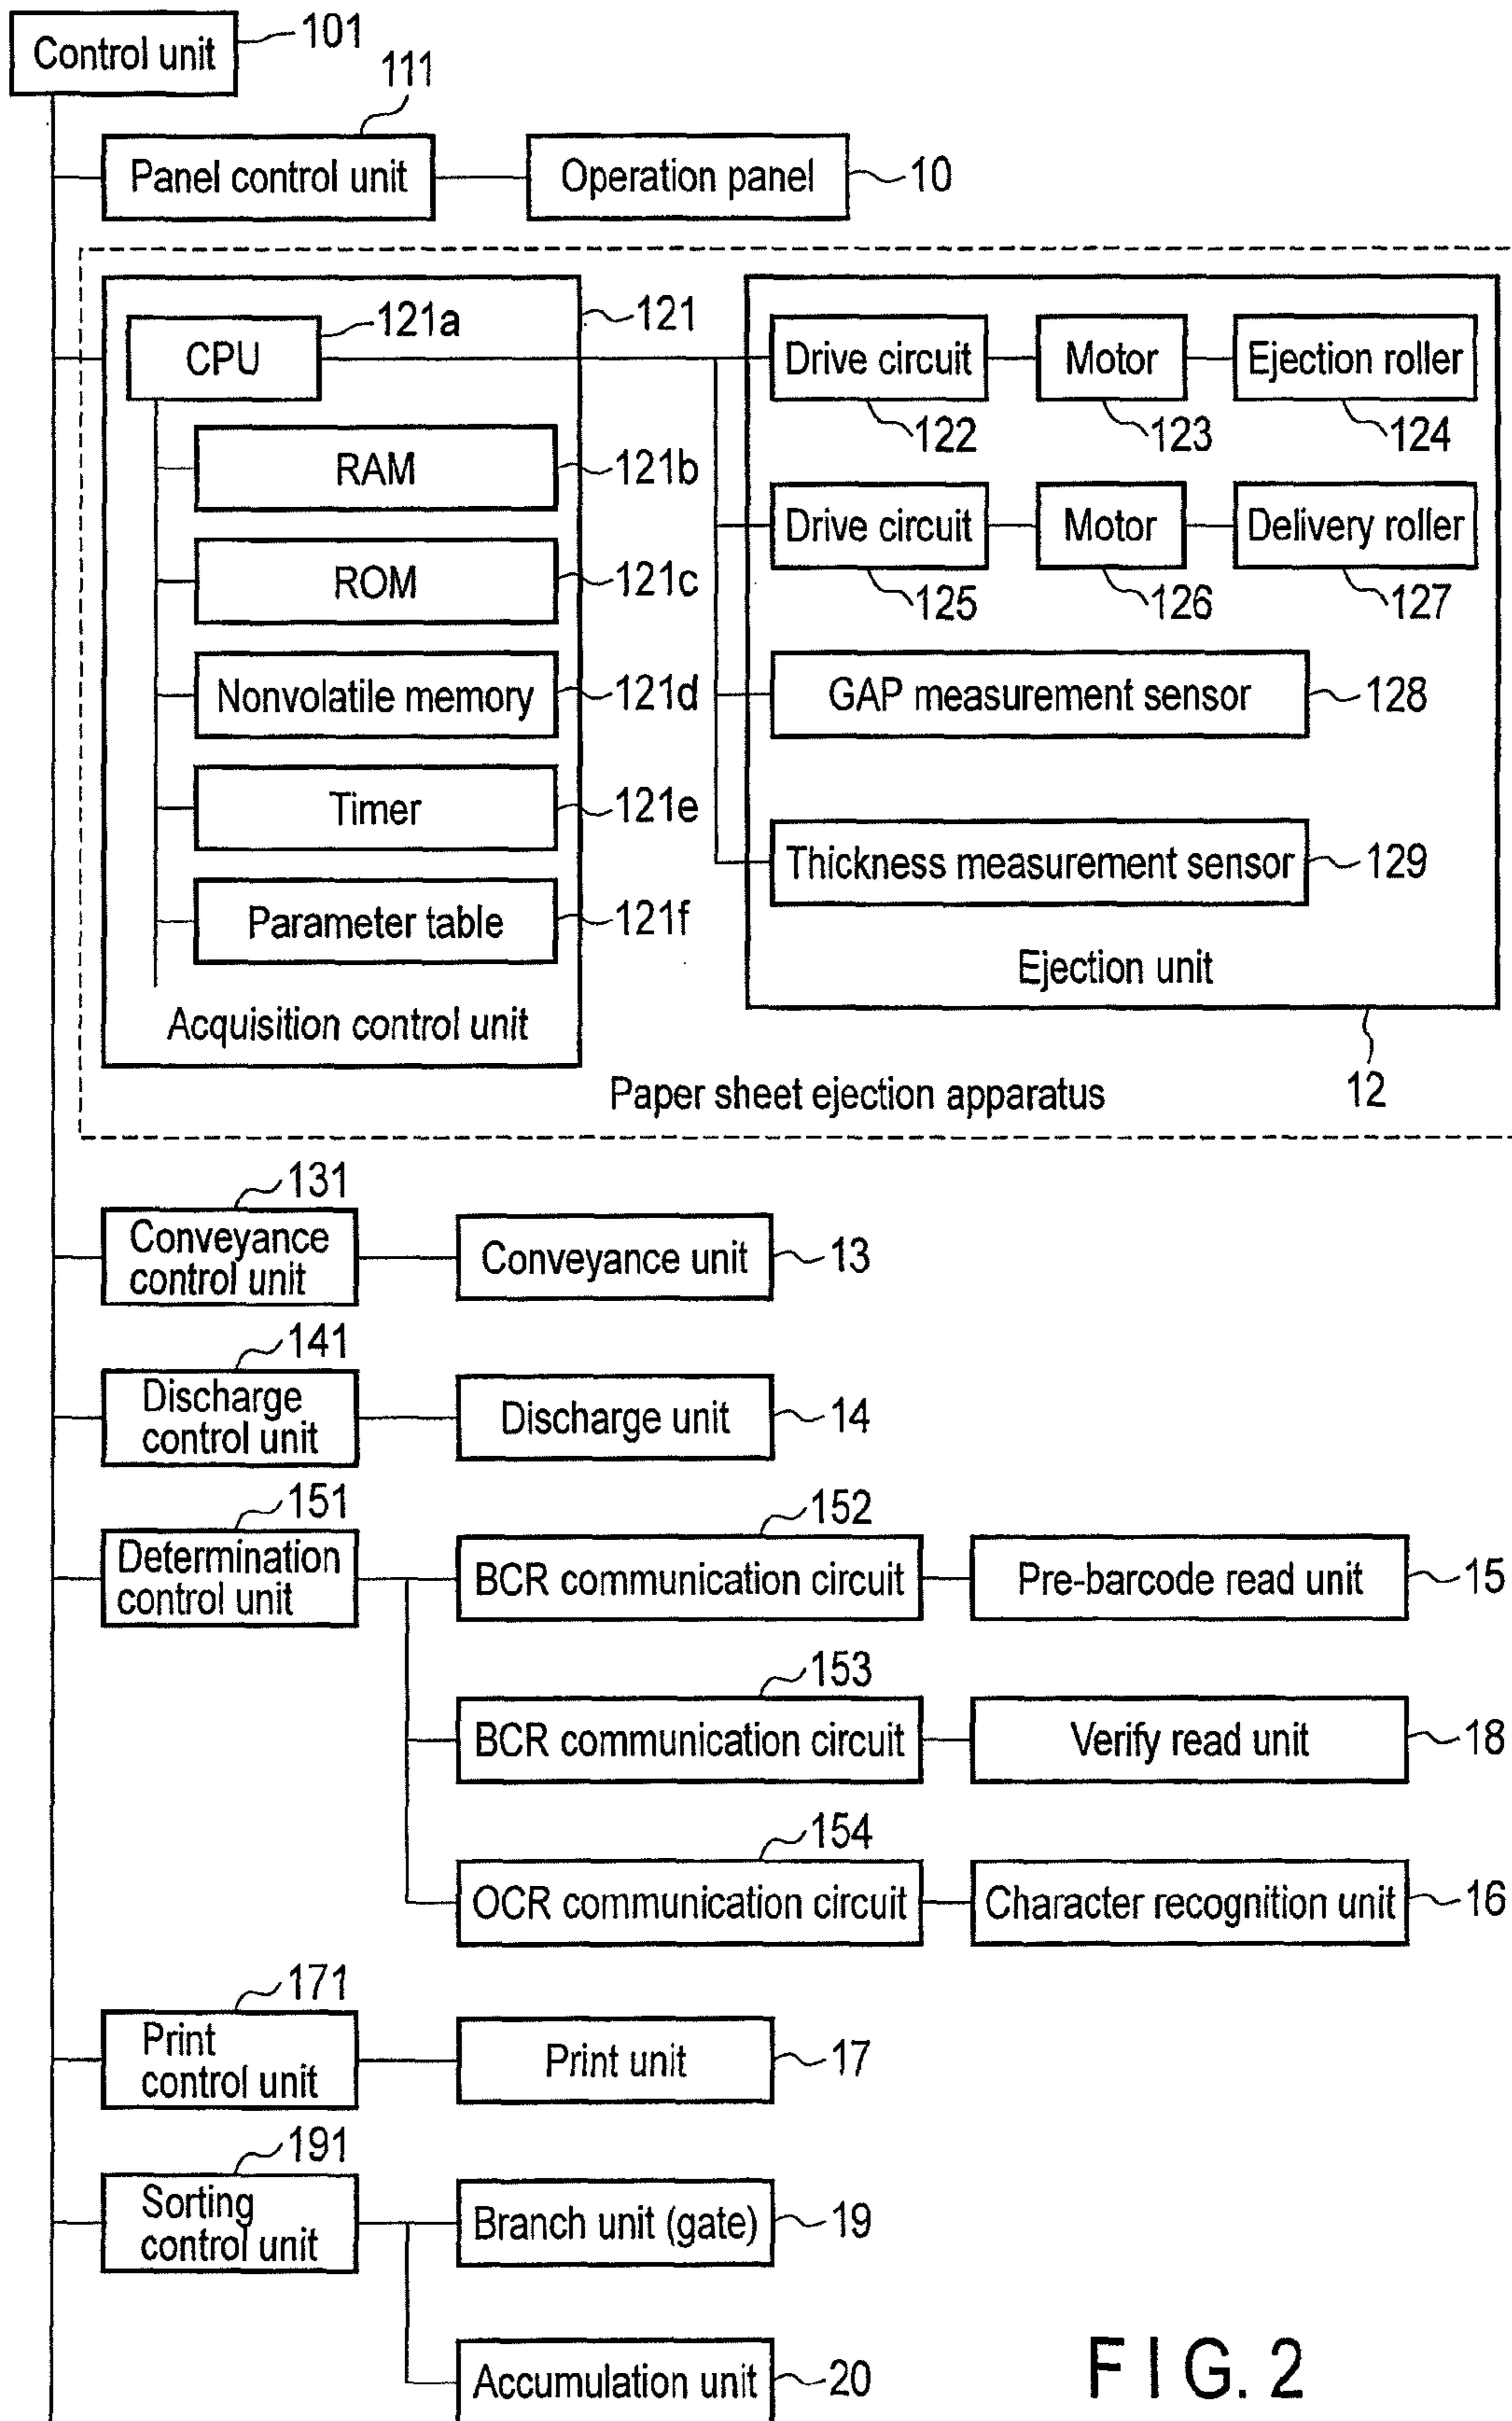 Control unit
101
111
Panel control unit
Operation panel
10
CPU
121a
121
RAM
121b
ROM
121c
Nonvolatile memory
121d
Timer
121e
Parameter table
121f
Acquisition control unit
Drive circuit
122
Motor
123
Ejection roller
124
Drive circuit
125
Motor
126
Delivery roller
127
GAP measurement sensor
128
Thickness measurement sensor
129
Ejection unit
12
Paper sheet ejection apparatus
131
Conveyance
control unit
Conveyance unit
13
141
Discharge
control unit
Discharge unit
14
151
Determination
control unit
152
BCR communication circuit
Pre-barcode read unit
15
153
BCR communication circuit
Verify read unit
18
154
OCR communication circuit
Character recognition unit
16
171
Print
control unit
Print unit
17
191
Sorting
control unit
Branch unit (gate)
19
Accumulation unit
20
FIG. 2